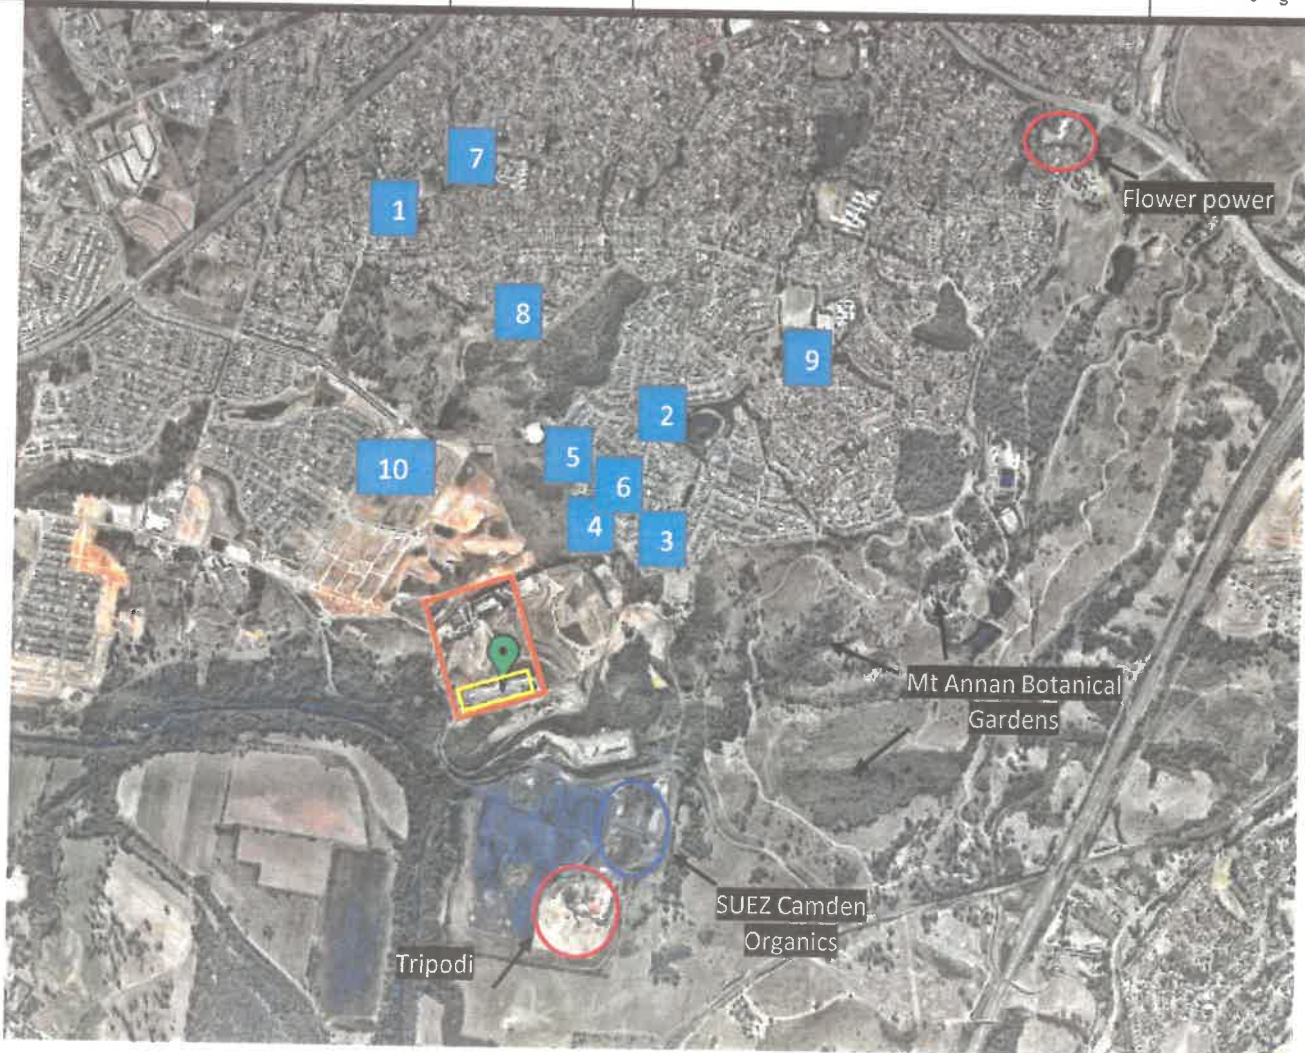 7
1
Flower power
8
9
2
5
10
6
4
3
Mt Annan Botanical
Gardens
SUEZ Camden
Organics
Tripodi